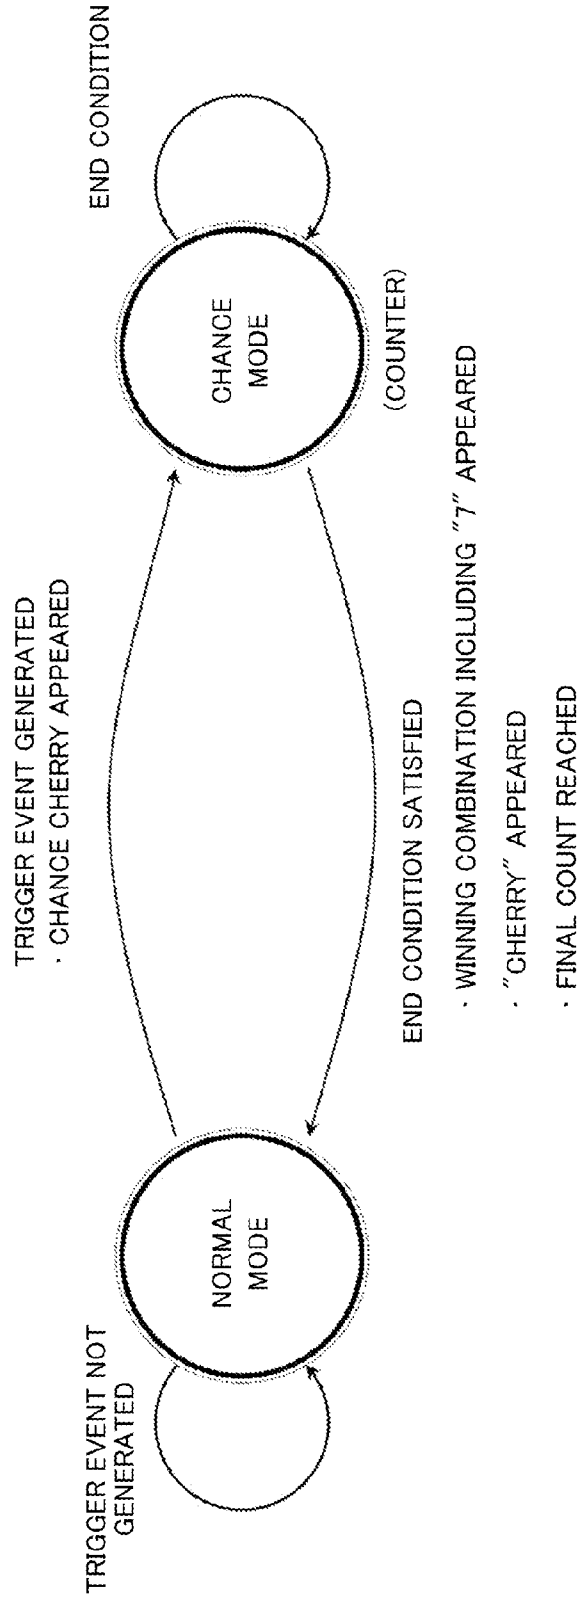 TRIGGER EVENT GENERATED
· CHANCE CHERRY APPEARED
TRIGGER EVENT NOT
GENERATED
NORMAL
MODE
CHANCE
MODE
END CONDITION
(COUNTER)
END CONDITION SATISFIED
· WINNING COMBINATION INCLUDING "7" APPEARED
· "CHERRY" APPEARED
· FINAL COUNT REACHED